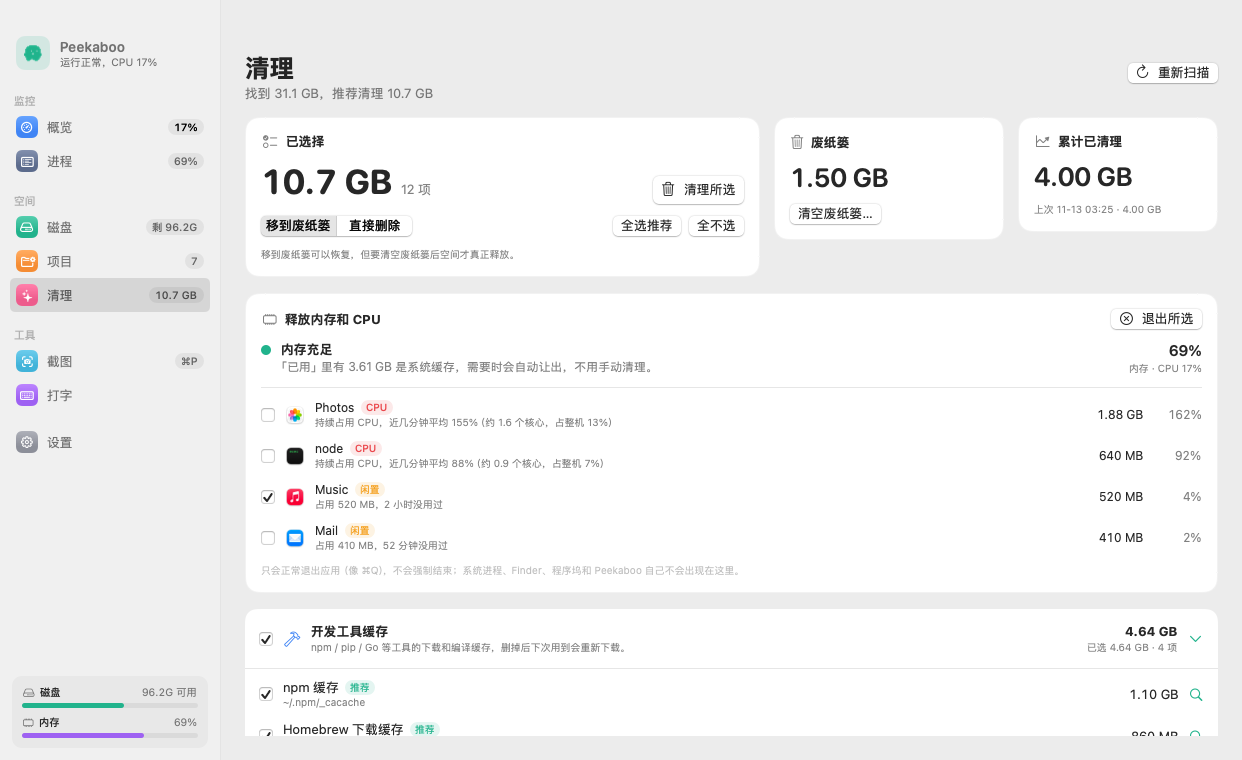 Peekaboo
运行正常，CPU 17%
监控
概览 17%
进程 69%
空间
磁盘 剩 96.2G
项目 7
清理 10.7 GB
工具
截图 ⌘P
打字
设置
磁盘 96.2G 可用
内存 69%
清理
找到 31.1 GB，推荐清理 10.7 GB
重新扫描
已选择
10.7 GB 12 项
清理所选
移到废纸篓 直接删除 全选推荐 全不选
移到废纸篓可以恢复，但要清空废纸篓后空间才真正释放。
废纸篓
1.50 GB
清空废纸篓...
累计已清理
4.00 GB
上次 11-13 03:25 · 4.00 GB
释放内存和 CPU 退出所选
内存充足 69%
「已用」里有 3.61 GB 是系统缓存，需要时会自动让出，不用手动清理。 内存 · CPU 17%
Photos CPU 1.88 GB 162%
持续占用 CPU，近几分钟平均 155% (约 1.6 个核心，占整机 13%)
node CPU 640 MB 92%
持续占用 CPU，近几分钟平均 88% (约 0.9 个核心，占整机 7%)
Music 闲置 520 MB 4%
占用 520 MB，2 小时没用过
Mail 闲置 410 MB 2%
占用 410 MB，52 分钟没用过
只会正常退出应用 (像 ⌘Q)，不会强制结束；系统进程、Finder、程序坞和 Peekaboo 自己不会出现在这里。
开发工具缓存 4.64 GB
npm / pip / Go 等工具的下载和编译缓存，删掉后下次用到会重新下载。 已选 4.64 GB · 4 项
npm 缓存 推荐 1.10 GB
~/.npm/_cacache
Homebrew 下载缓存 推荐 860 MB